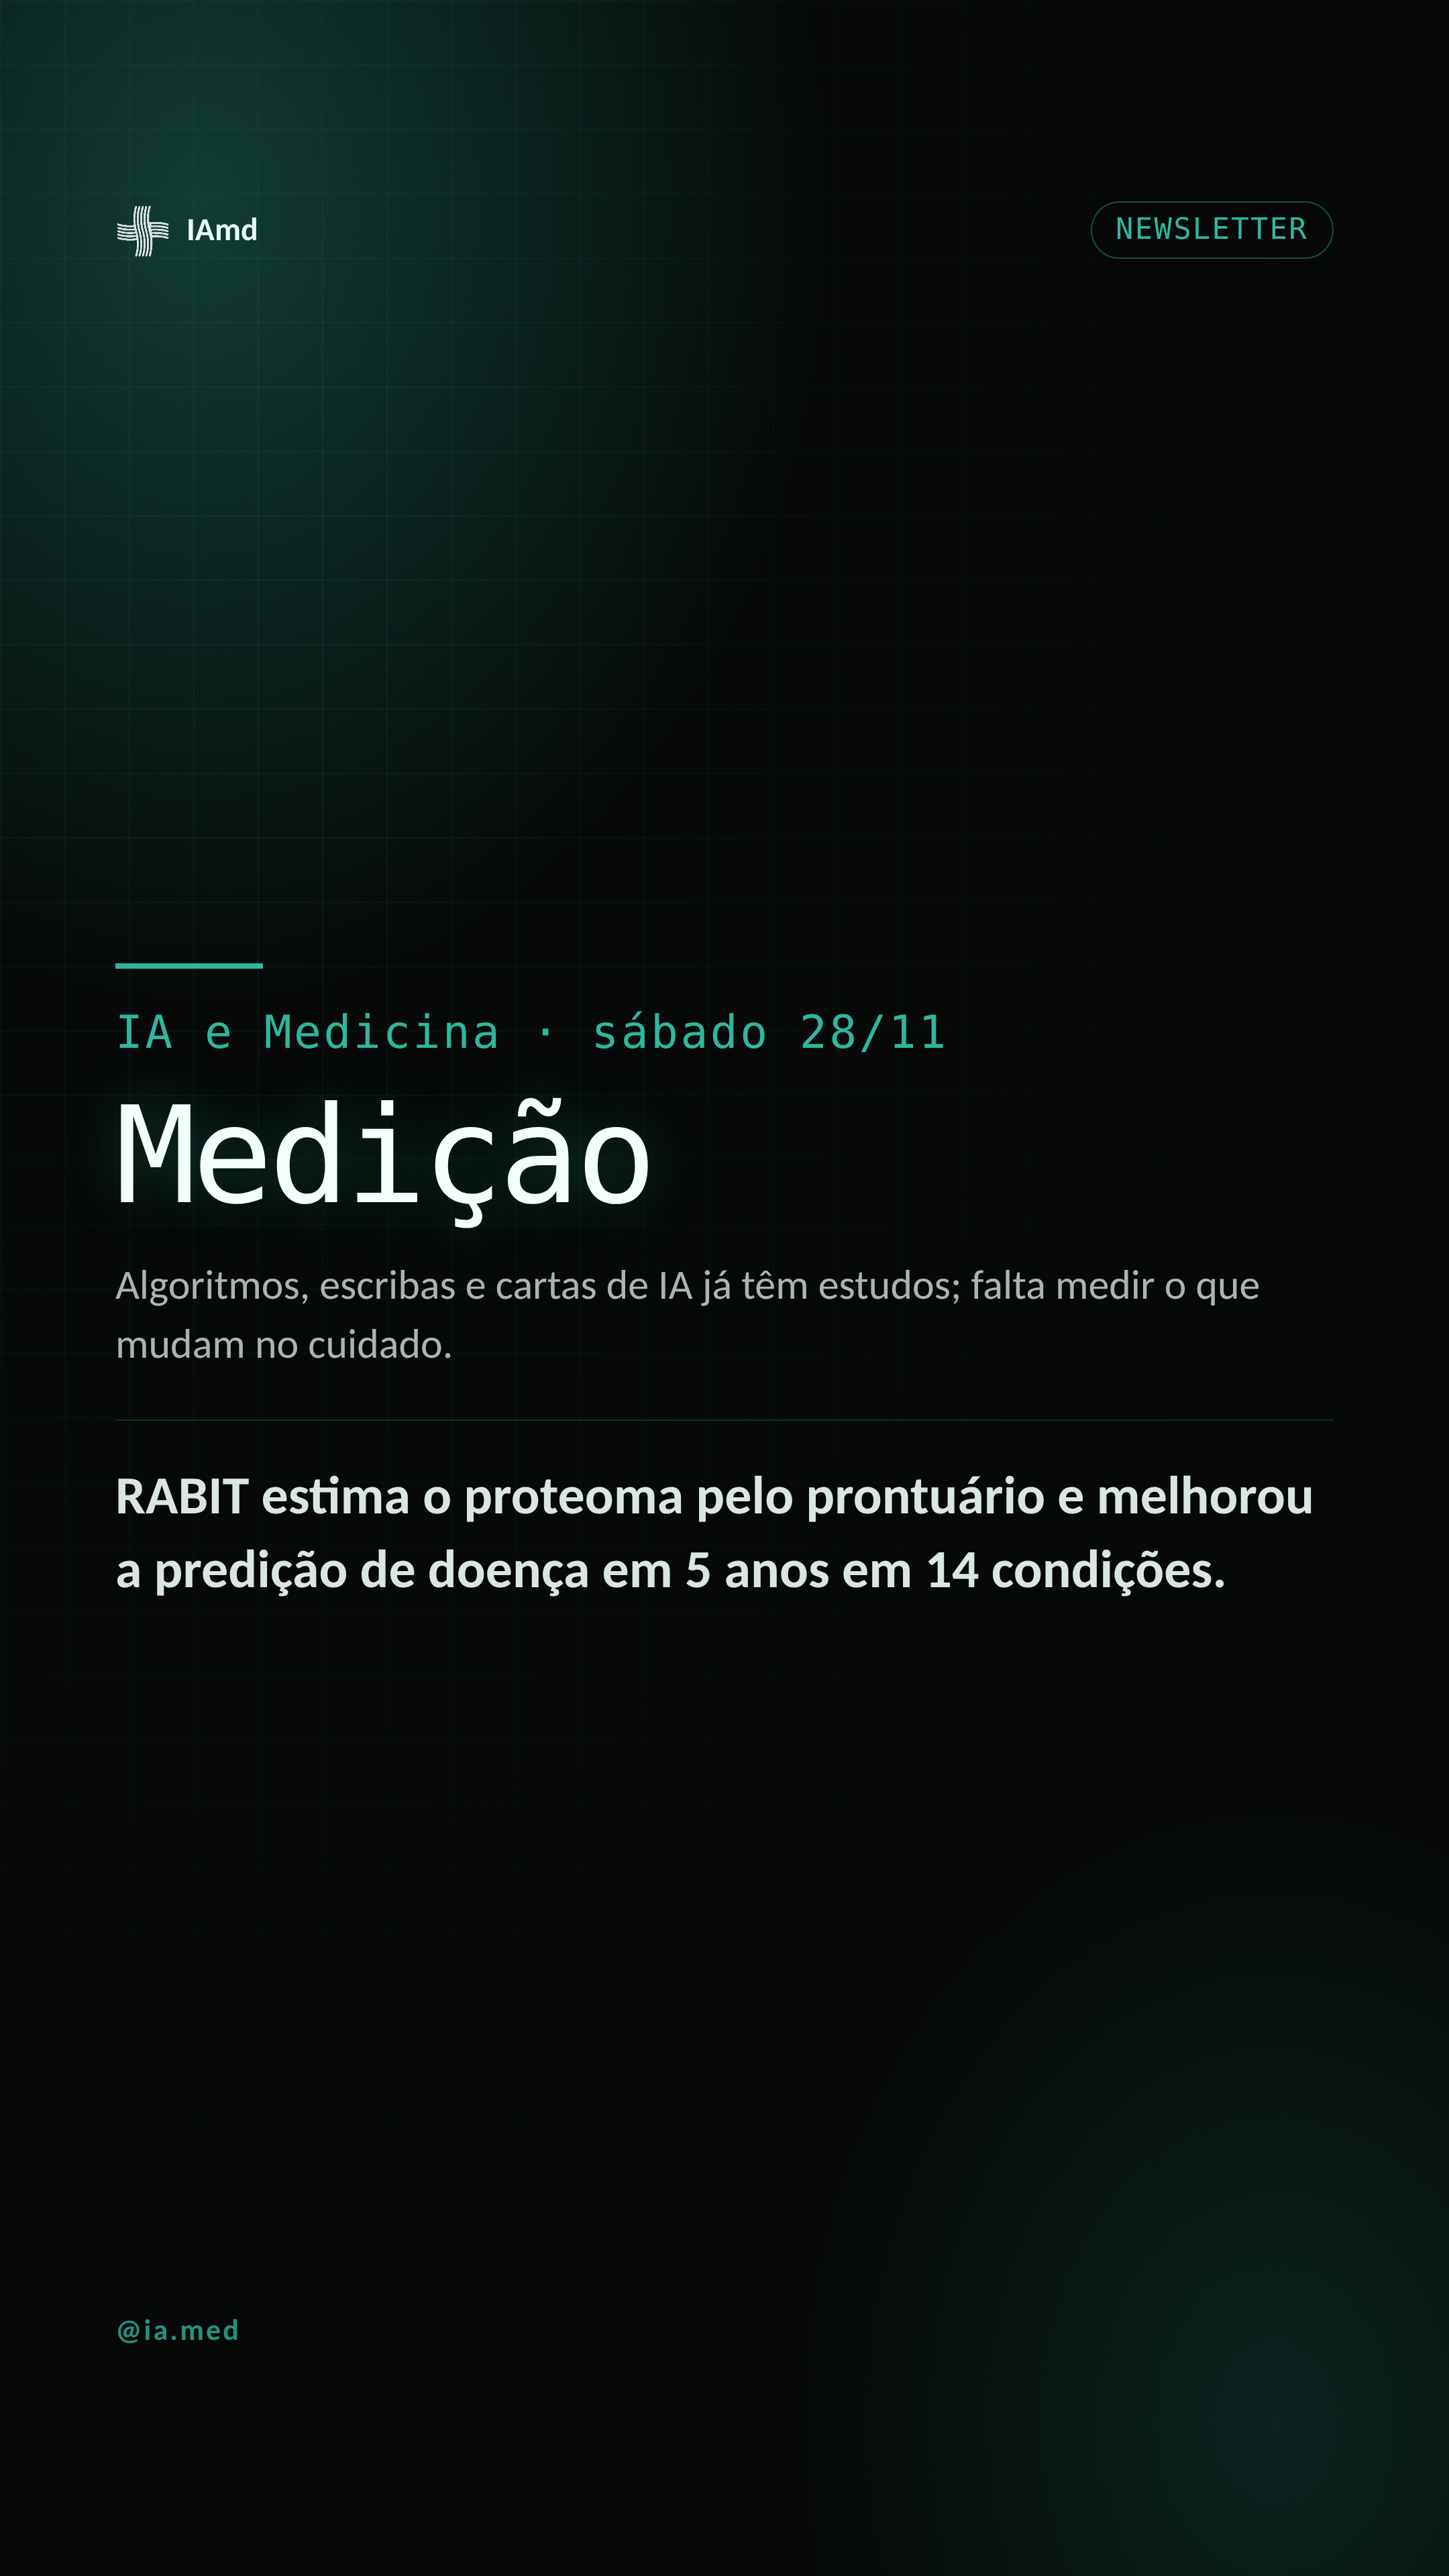 IAmd
NEWSLETTER
IA e Medicina · sábado 28/11
Medição
Algoritmos, escribas e cartas de IA já têm estudos; falta medir o que
mudam no cuidado.
RABIT estima o proteoma pelo prontuário e melhorou
a predição de doença em 5 anos em 14 condições.
@ia.med